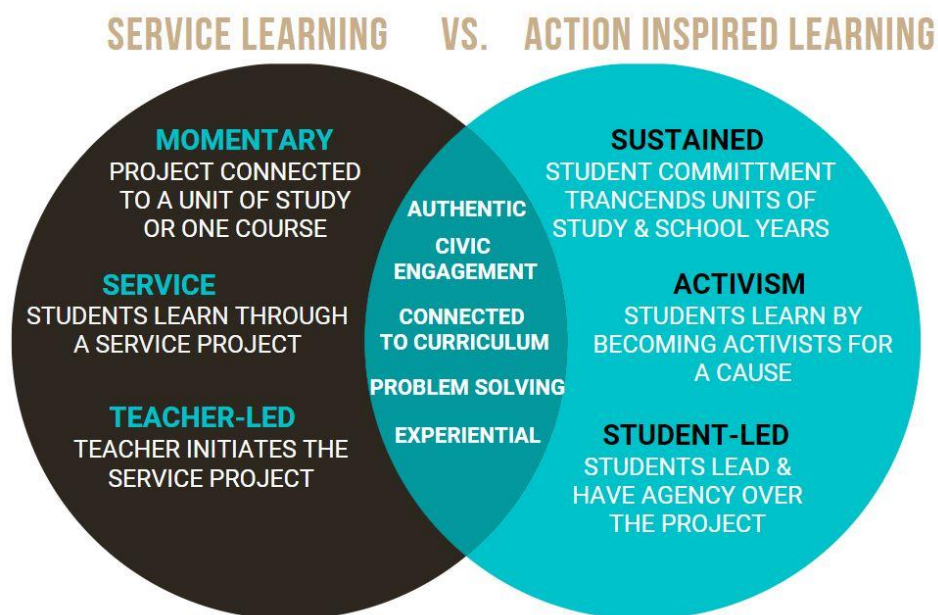 SERVICE LEARNING VS. ACTION INSPIRED LEARNING
MOMENTARY
PROJECT CONNECTED
TO A UNIT OF STUDY
OR ONE COURSE
SERVICE
STUDENTS LEARN THROUGH
A SERVICE PROJECT
TEACHER-LED
TEACHER INITIATES THE
SERVICE PROJECT
AUTHENTIC
CIVIC
ENGAGEMENT
CONNECTED
TO CURRICULUM
PROBLEM SOLVING
EXPERIENTIAL
SUSTAINED
STUDENT COMMITTMENT
TRANCENDS UNITS OF
STUDY & SCHOOL YEARS
ACTIVISM
STUDENTS LEARN BY
BECOMING ACTIVISTS FOR
A CAUSE
STUDENT-LED
STUDENTS LEAD &
HAVE AGENCY OVER
THE PROJECT